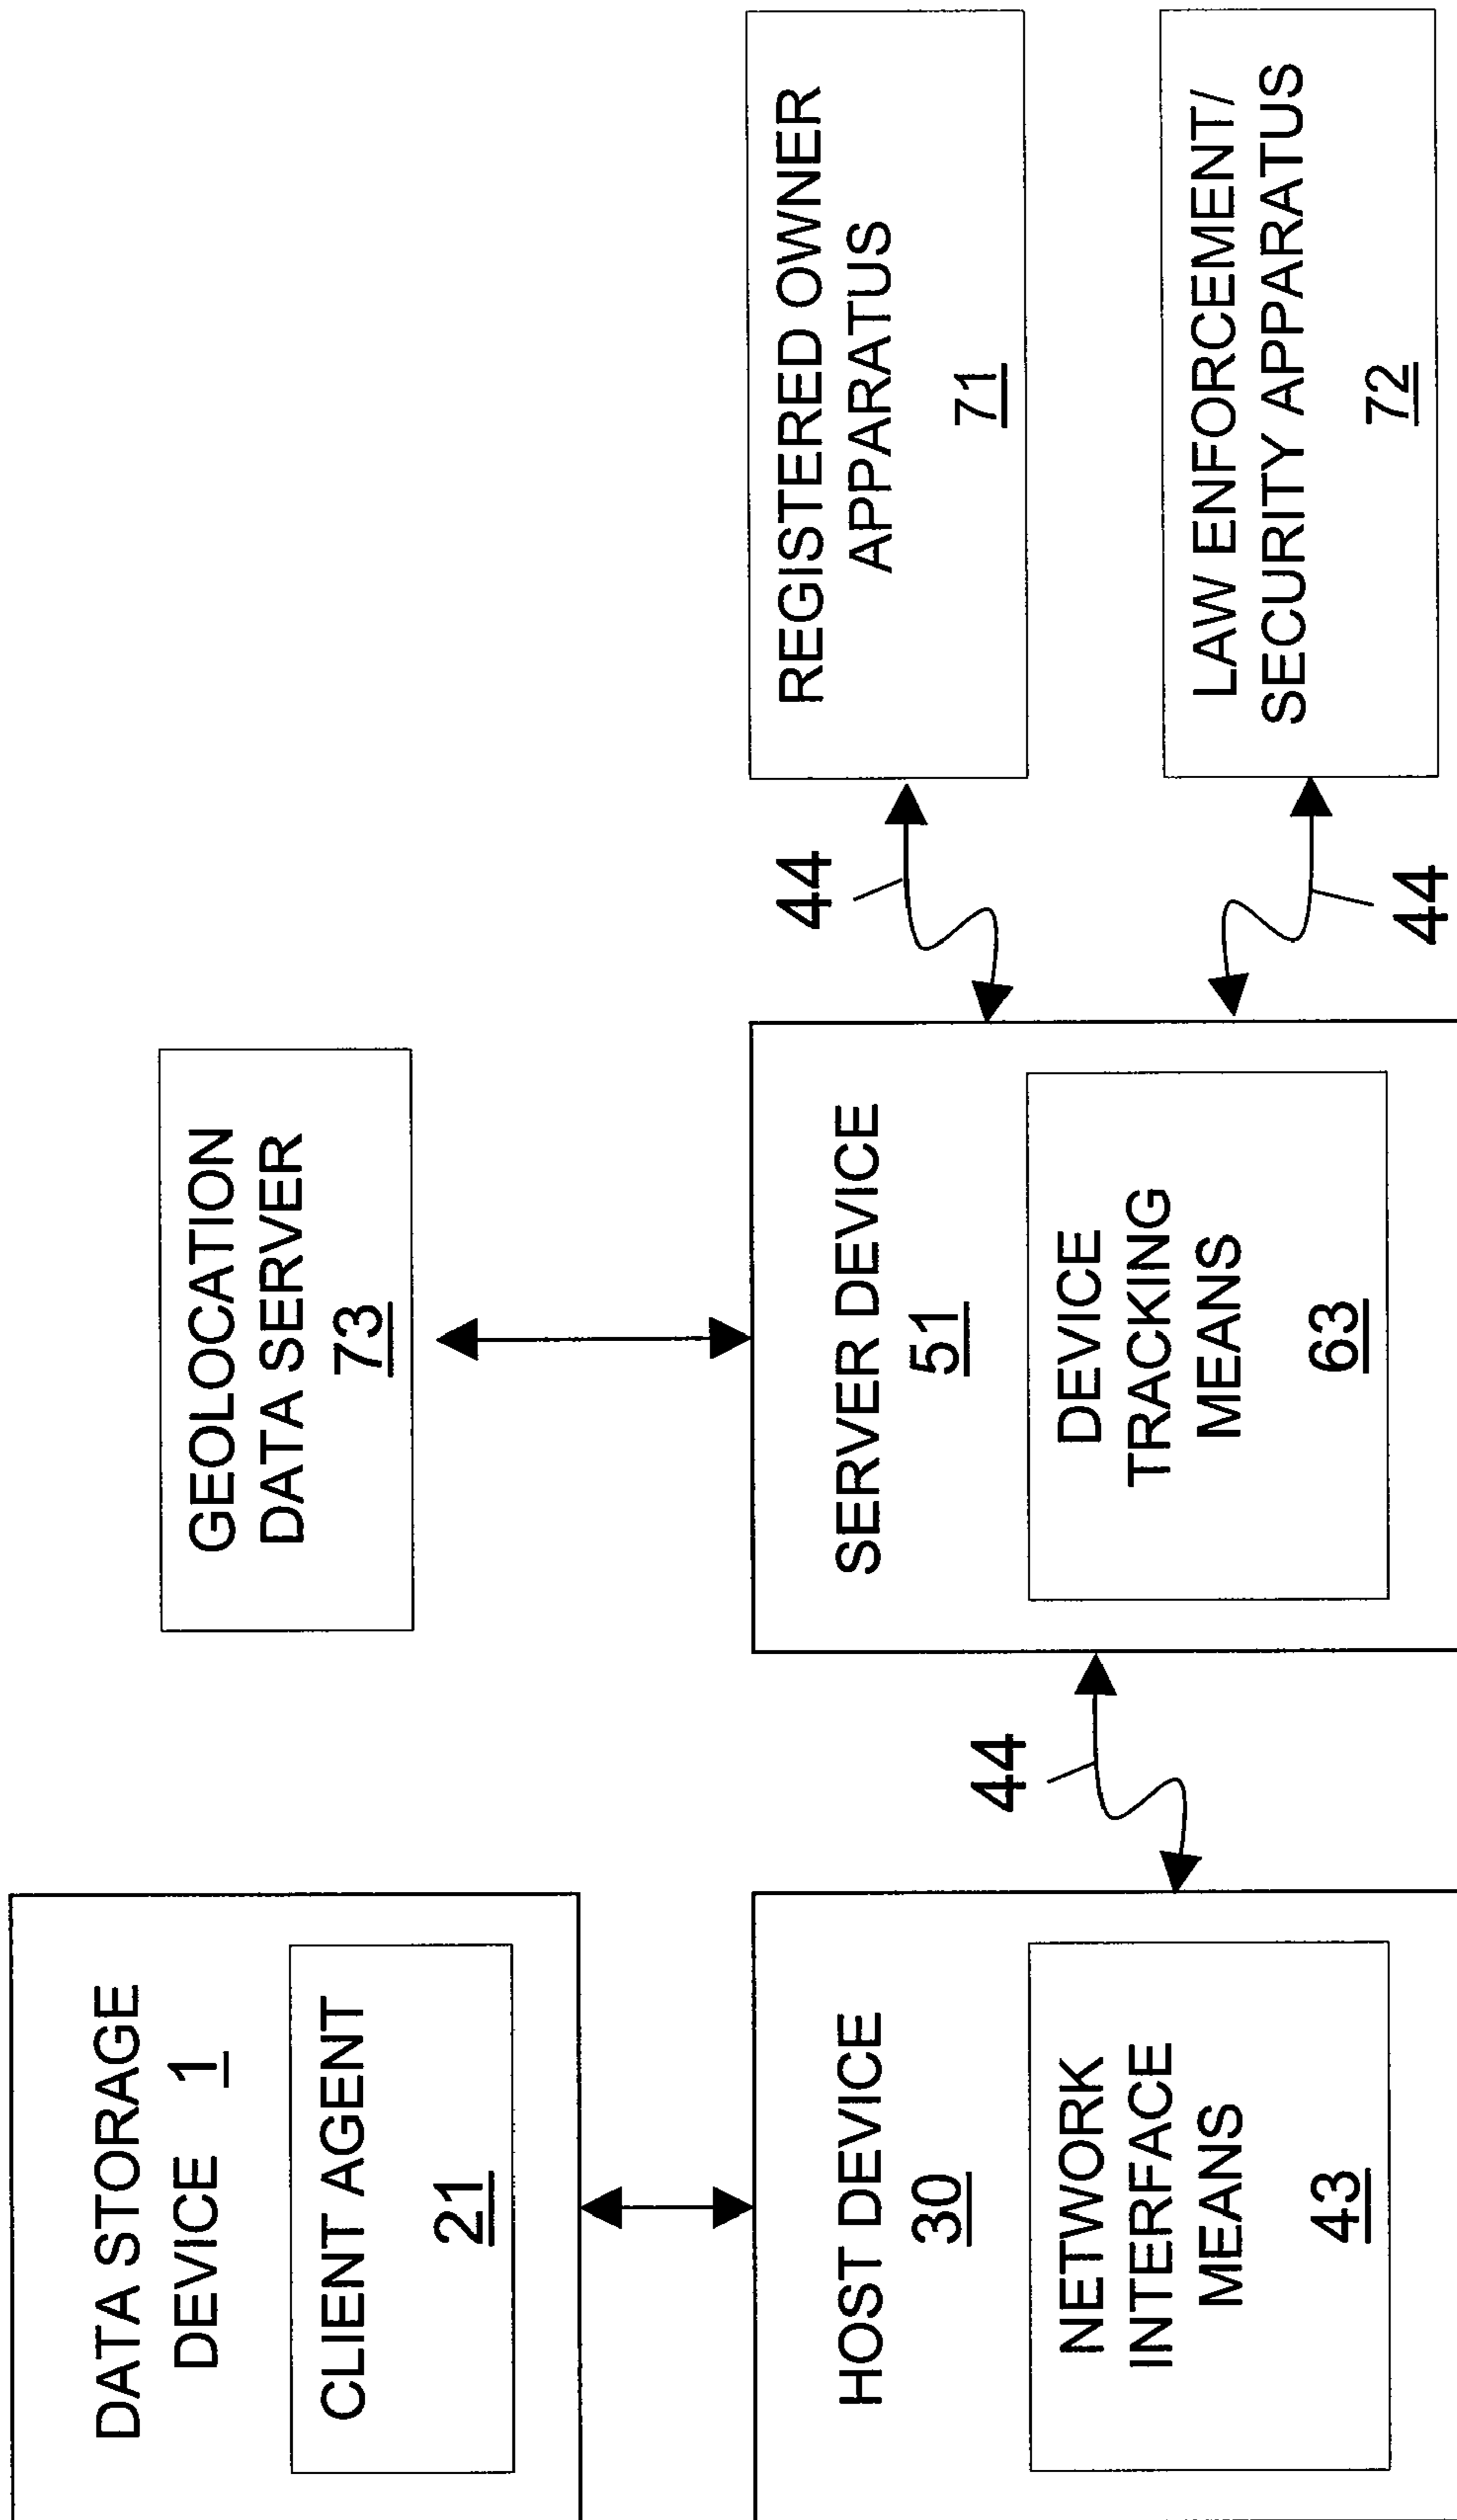 DATA STORAGE
DEVICE 1
CLIENT AGENT
21
HOST DEVICE
30
NETWORK
INTERFACE
MEANS
43
44
GEOLOCATION
DATA SERVER
73
SERVER DEVICE
51
DEVICE
TRACKING
MEANS
63
44
REGISTERED OWNER
APPARATUS
71
44
LAW ENFORCEMENT/
SECURITY APPARATUS
72